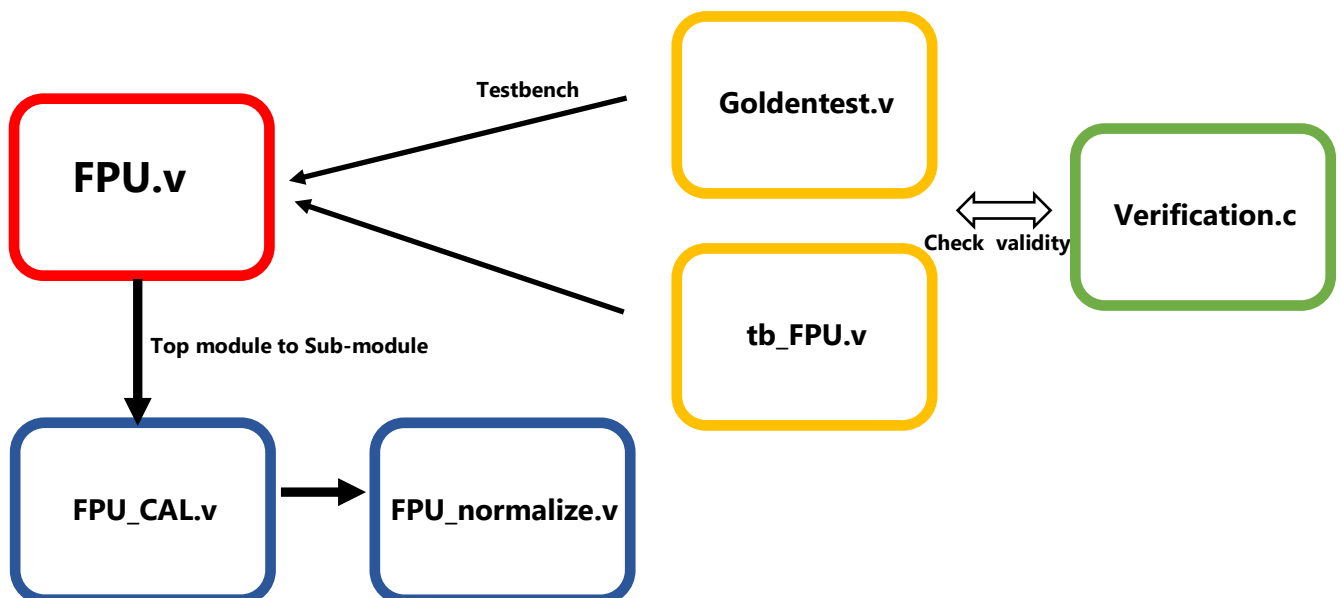 Testbench
Goldentest.v
FPU.v
Verification.c
Check validity
tb_FPU.v
Top module to Sub-module
FPU_CAL.v
FPU_normalize.v